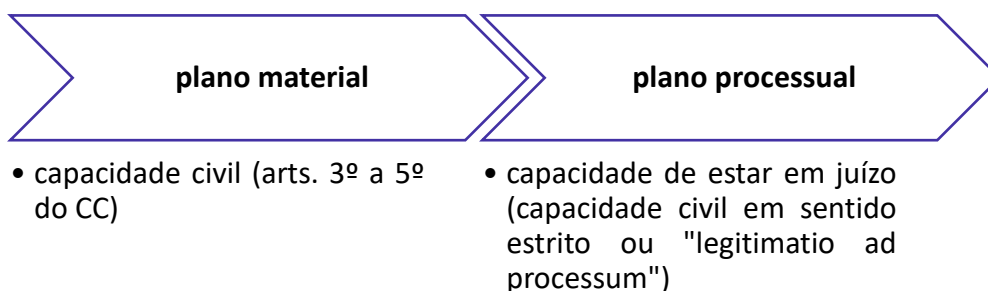 plano material
plano processual
• capacidade civil (arts. 3º a 5º
do CC)
• capacidade de estar em juízo
(capacidade civil em sentido
estrito ou "legitimatio ad
processum")